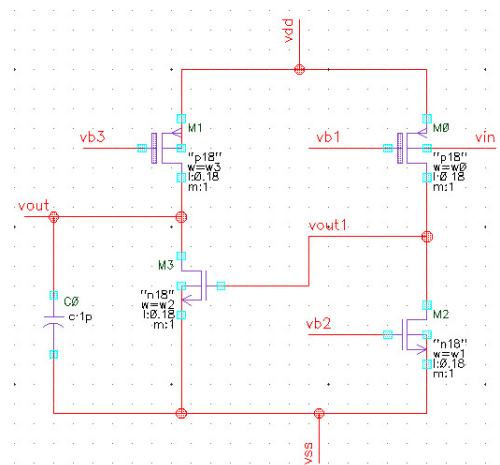 vdd
M1
vb3
"p18"
w=w3
l:0.18
m:1
M0
vb1
vin
"p18"
w=w0
l:0.18
m:1
vout
vout1
M3
"n18"
w=w2
l:0.18
m:1
C0
c:1p
M2
vb2
"n18"
w=w1
l:0.18
m:1
vss